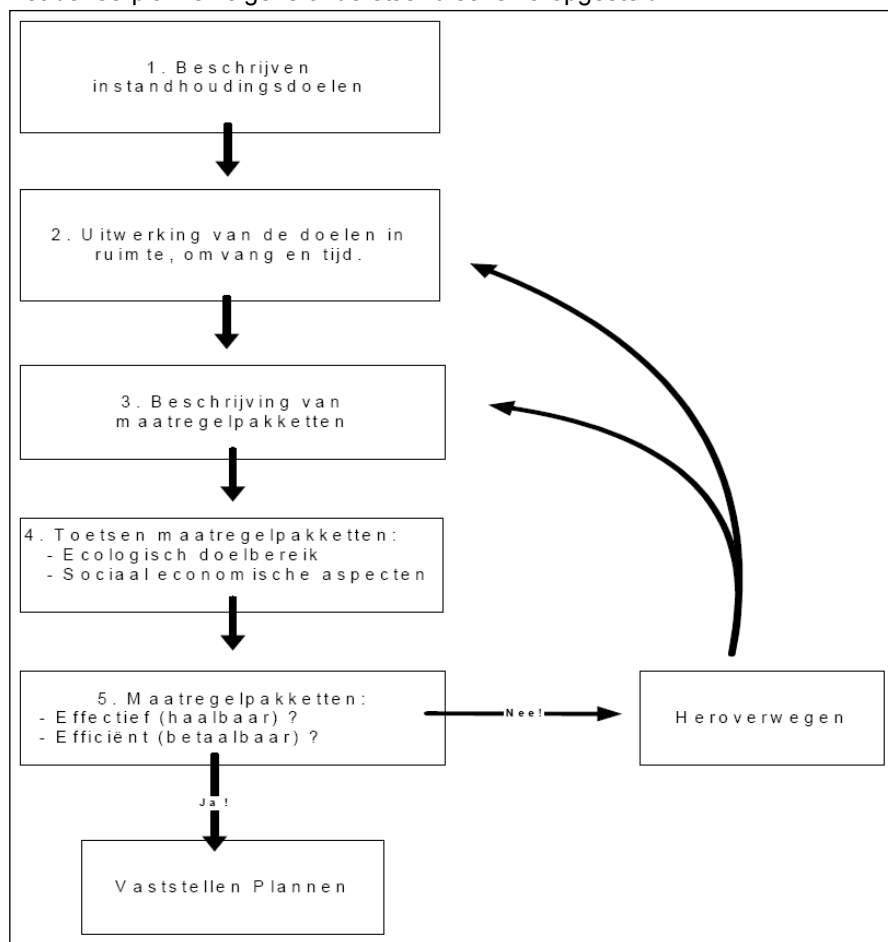 1. Beschrijven
instandhoudingsdoelen
2. Uitwerking van de doelen in
ruimte, omvang en tijd.
3. Beschrijving van
maatregelpakketten
4. Toetsen maatregelpakketten:
- Ecologisch doelbereik
- Sociaal economische aspecten
5. Maatregelpakketten:
- Effectief (haalbaar) ?
- Efficiënt (betaalbaar) ?
Nee!
Heroverwegen
Ja!
Vaststellen Plannen